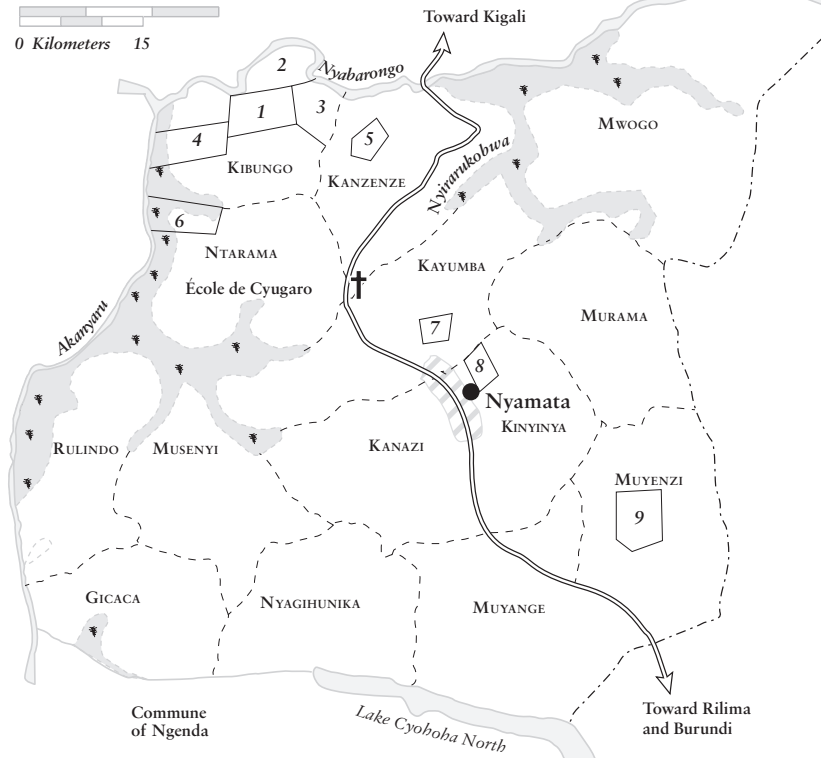 Toward Kigali
0 Kilometers 15
2
Nyabarongo
1
3
4
5
Mwogo
Kibungo
Kanzenze
Nyirarukobwa
6
Ntarama
Kayumba
École de Cyugaro
Akanyaru
Murama
7
8
Nyamata
Kinyinya
Rulindo
Musenyi
Kanazi
Muyenzi
9
Gicaca
Nyagihunika
Muyange
Toward Rilima
and Burundi
Commune
of Ngenda
Lake Cyohoha North